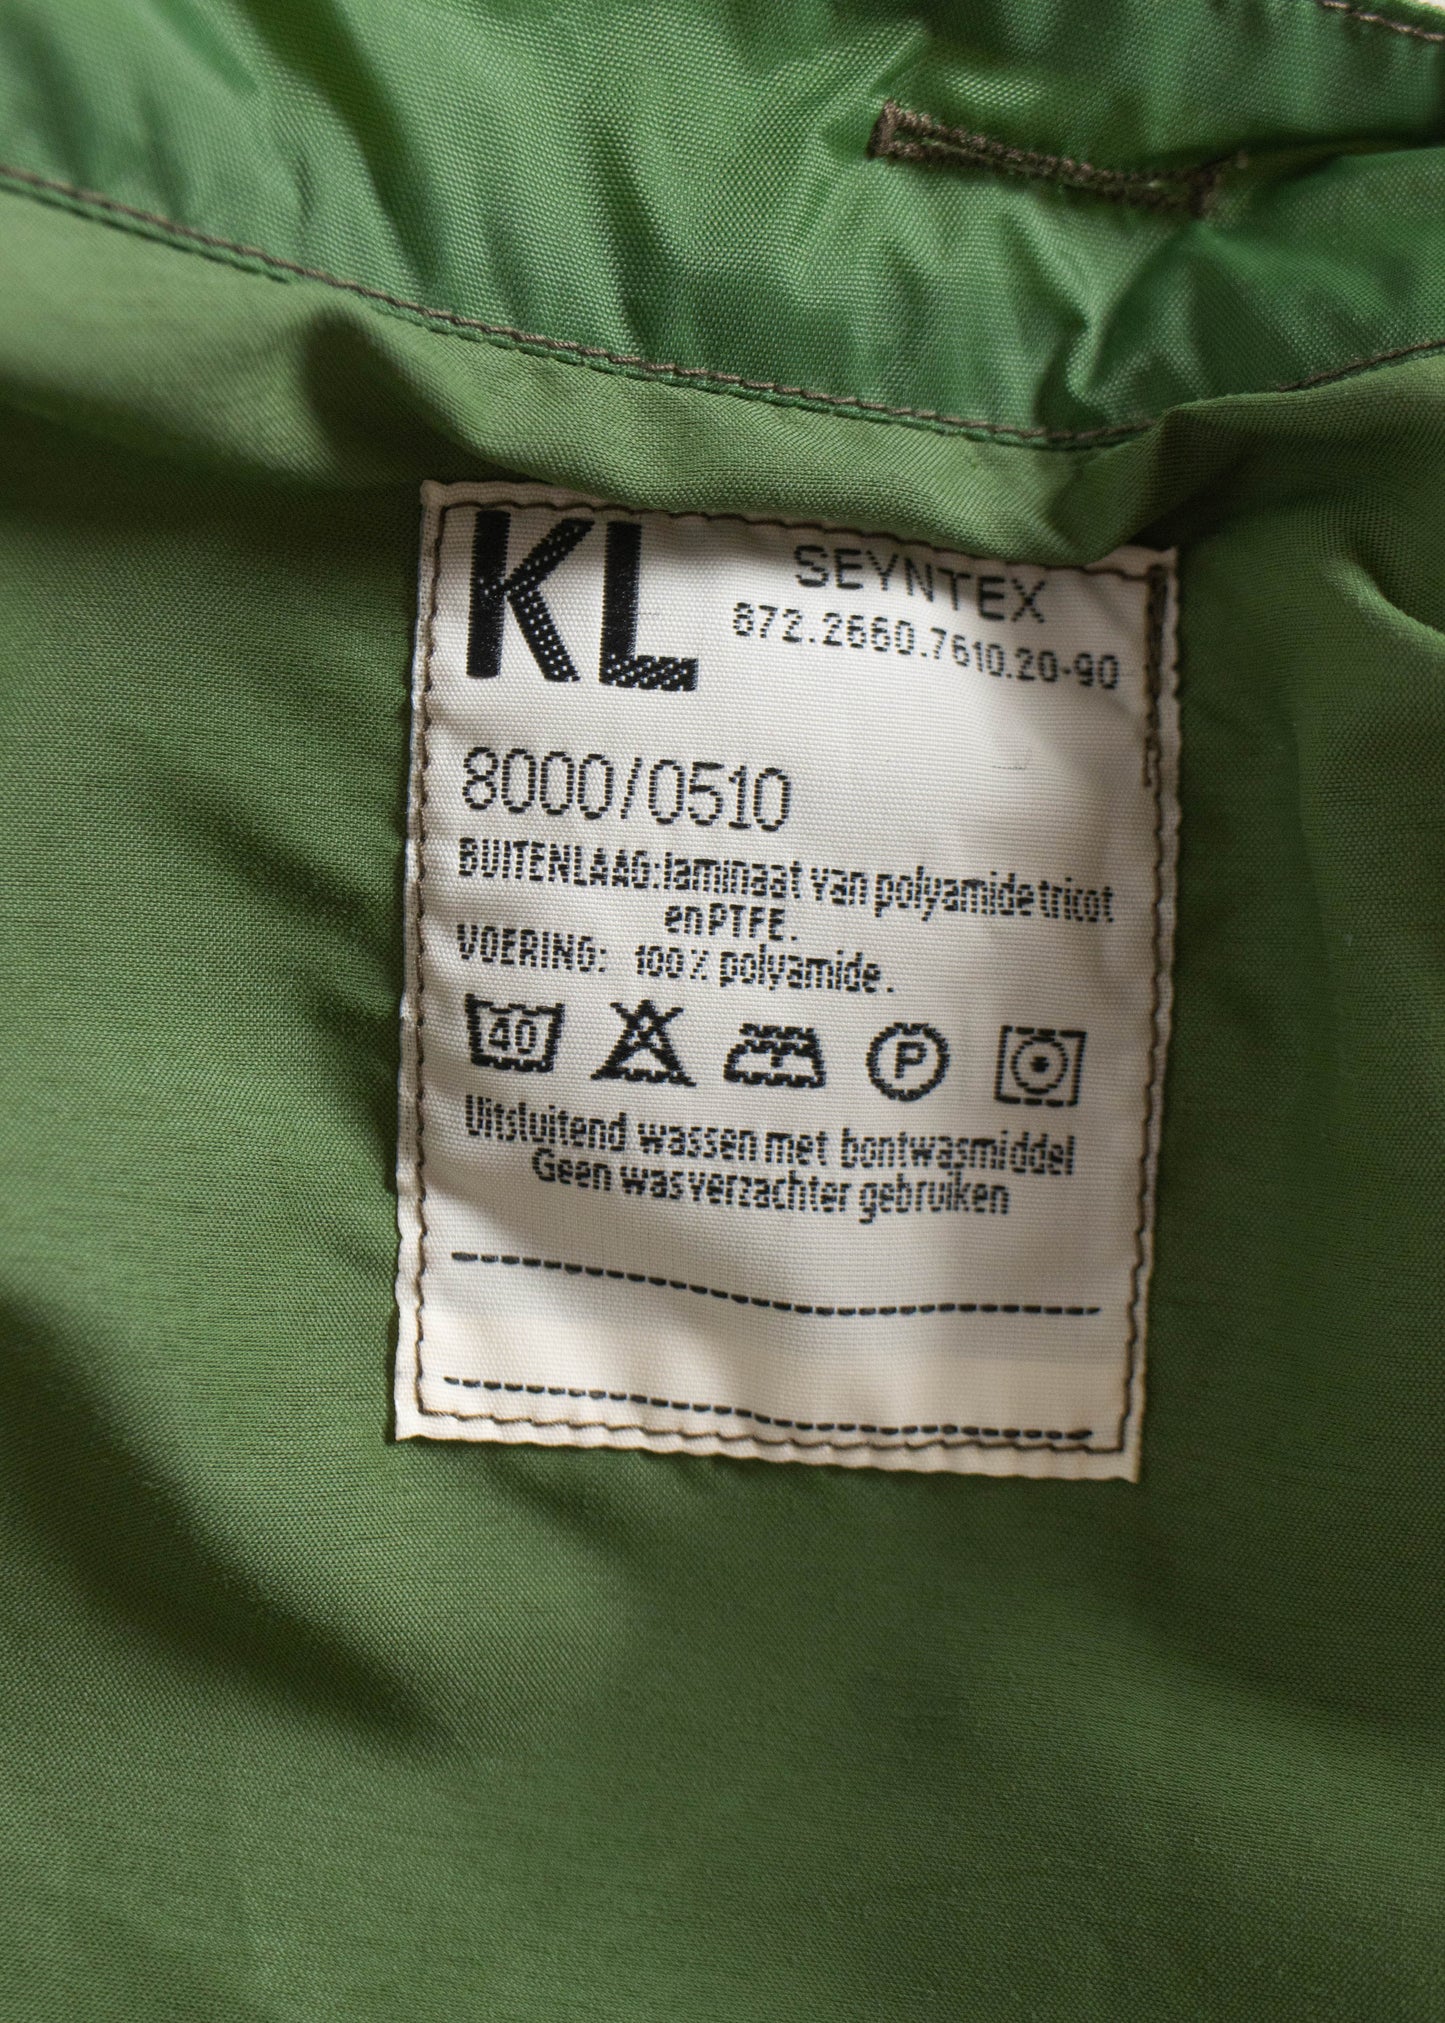 KL
SEYNTEX
872.2660.7610.20-90
8000/0510
BUITENLAAG: laminaat van polyamide tricot
en PTFE.
VOERING: 100% polyamide.
40 P
Uitsluitend wassen met bontwasmiddel
Geen wasverzachter gebruiken